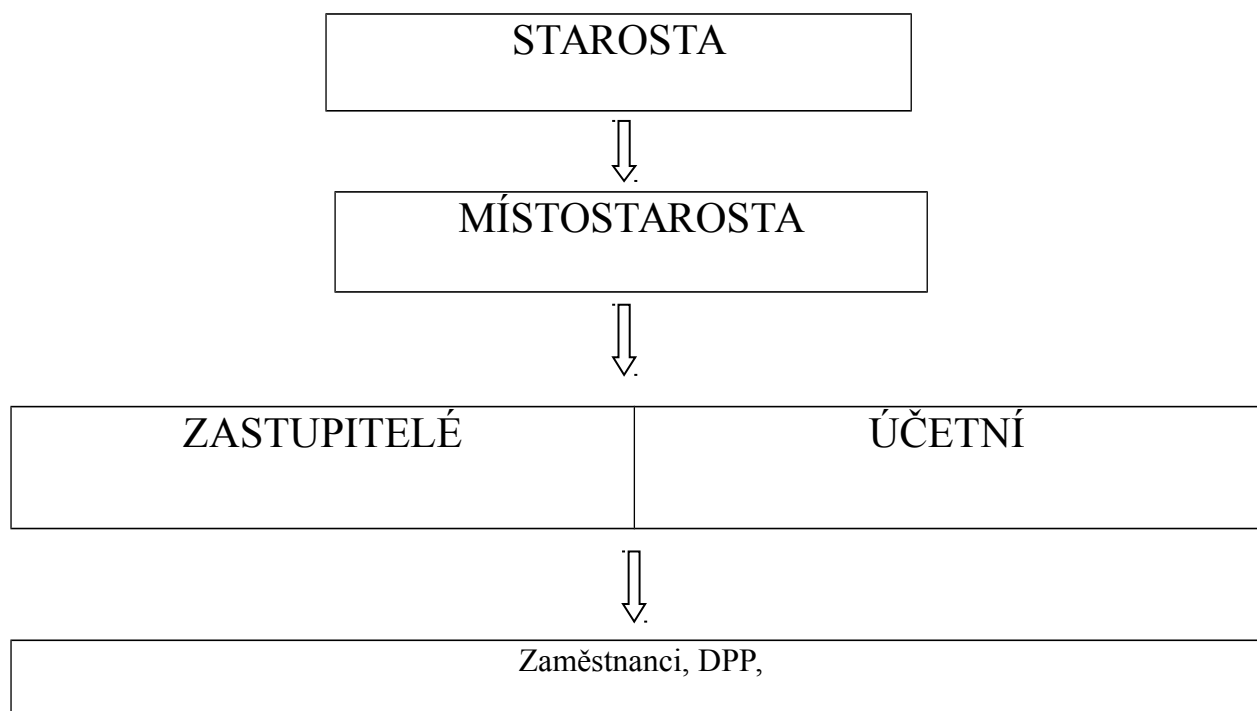 STAROSTA
MÍSTOSTAROSTA
ZASTUPITELÉ
ÚČETNÍ
Zaměstnanci, DPP,